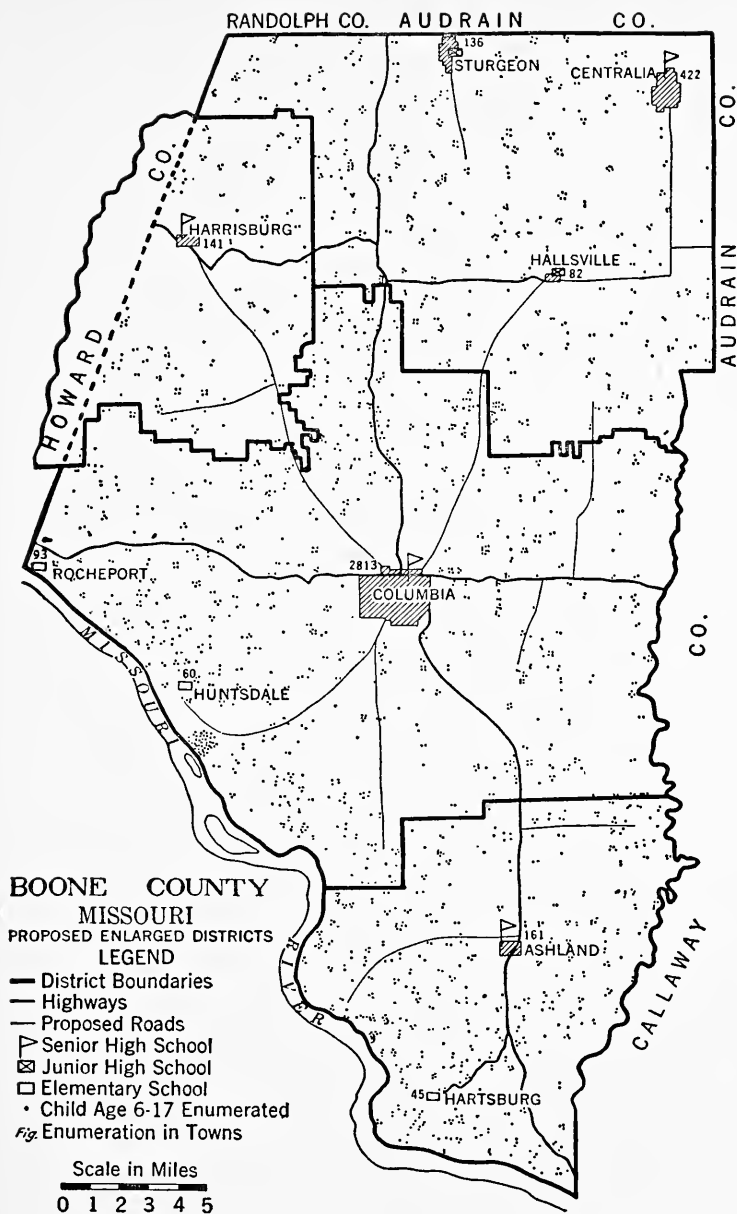 RANDOLPH CO. AUDRAIN CO.
136
STURGEON
CENTRALIA
422
CO.
CO.
HARRISBURG
141
HALLSVILLE
82
AUDRAIN
HOWARD
93
ROCHEPORT
2813
COLUMBIA
CO.
MISSOURI
60
HUNTSDALE
BOONE COUNTY
MISSOURI
PROPOSED ENLARGED DISTRICTS
LEGEND
District Boundaries
Highways
Proposed Roads
Senior High School
Junior High School
Elementary School
Child Age 6-17 Enumerated
Fig. Enumeration in Towns
RIVER
161
ASHLAND
CALLAWAY
45
HARTSBURG
Scale in Miles
0 1 2 3 4 5